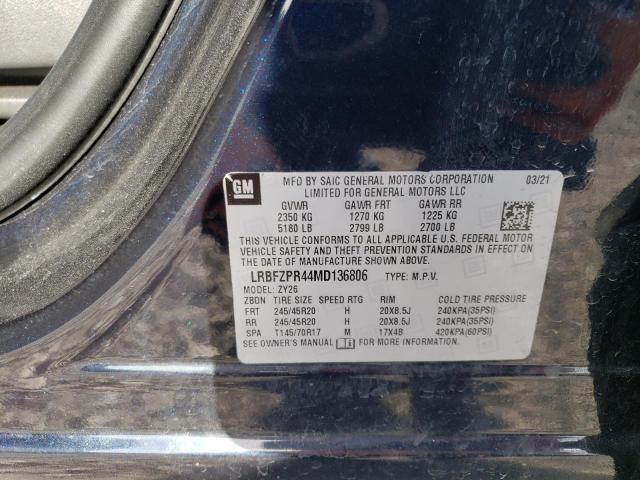 GM
MFD BY SAIC GENERAL MOTORS CORPORATION 03/21
LIMITED FOR GENERAL MOTORS LLC
GVWR GAWR FRT GAWR RR
2350 KG 1270 KG 1225 KG
5180 LB 2799 LB 2700 LB
THIS VEHICLE CONFORMS TO ALL APPLICABLE U.S. FEDERAL MOTOR
VEHICLE SAFETY AND THEFT PREVENTION STANDARDS IN EFFECT ON THE
DATE OF MANUFACTURE SHOWN ABOVE.
LRBFZPR44MD136806 TYPE: M.P.V.
MODEL: ZY26
ZBDN TIRE SIZE SPEED RTG RIM COLD TIRE PRESSURE
FRT 245/45R20 H 20X8.5J 240KPA(35PSI)
RR 245/45R20 H 20X8.5J 240KPA(35PSI)
SPA T145/70R17 M 17X4B 420KPA(60PSI)
SEE OWNER'S MANUAL FOR MORE INFORMATION.